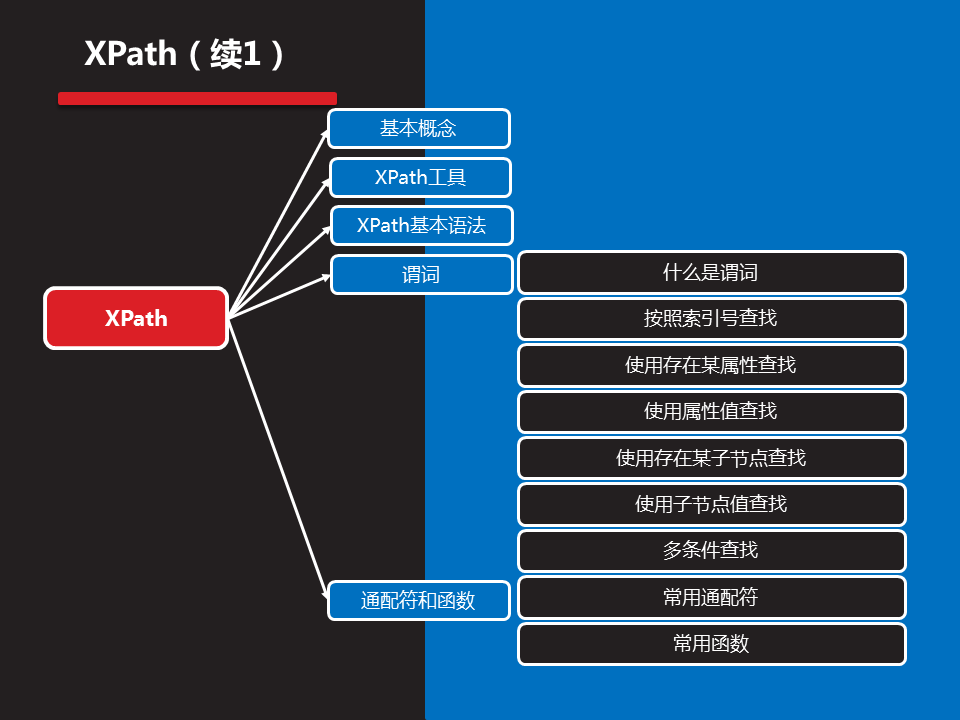 XPath（续1）
基本概念
XPath工具
XPath基本语法
谓词
什么是谓词
按照索引号查找
XPath
使用存在某属性查找
使用属性值查找
使用存在某子节点查找
使用子节点值查找
多条件查找
通配符和函数
常用通配符
常用函数